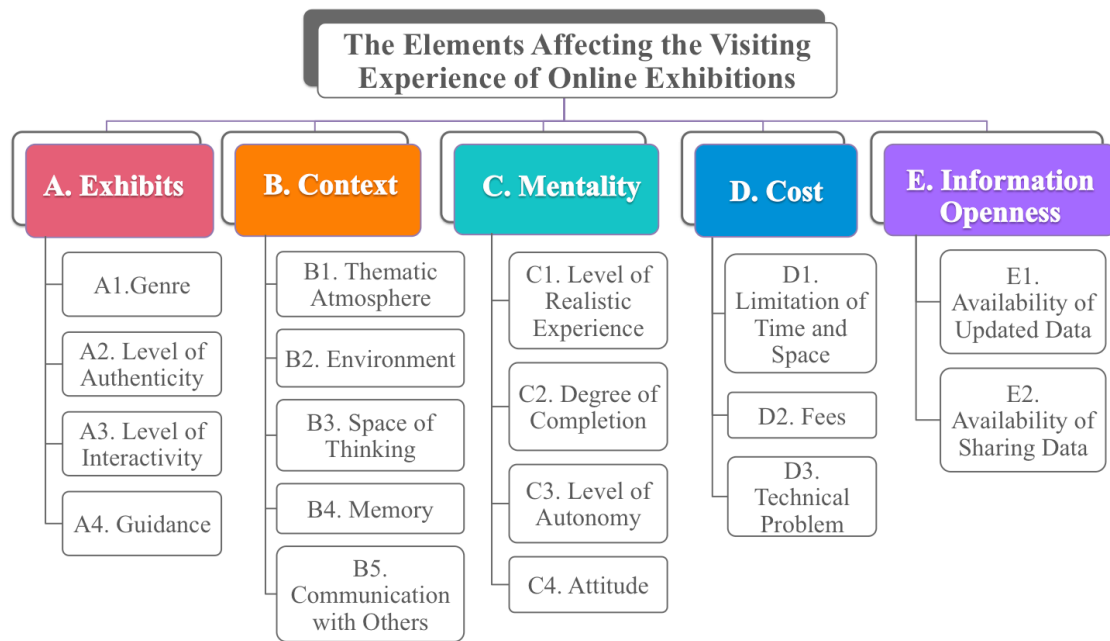 The Elements Affecting the Visiting
Experience of Online Exhibitions
A. Exhibits
A1.Genre
A2. Level of
Authenticity
A3. Level of
Interactivity
A4. Guidance
B. Context
B1. Thematic
Atmosphere
B2. Environment
B3. Space of
Thinking
B4. Memory
B5.
Communication
with Others
C. Mentality
C1. Level of
Realistic
Experience
C2. Degree of
Completion
C3. Level of
Autonomy
C4. Attitude
D. Cost
D1.
Limitation of
Time and
Space
D2. Fees
D3.
Technical
Problem
E. Information
Openness
E1.
Availability of
Updated Data
E2.
Availability of
Sharing Data